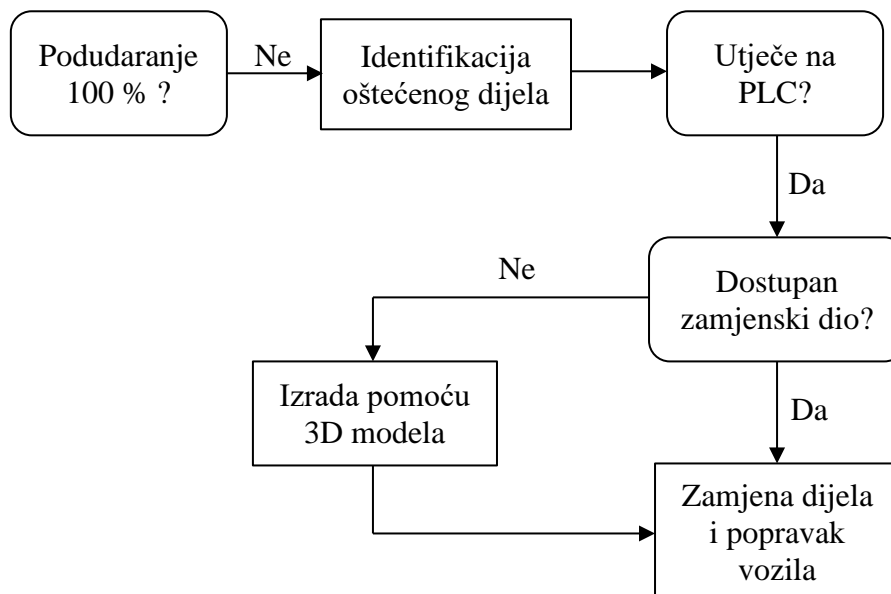 Podudaranje
100 % ?
Ne
Identifikacija
oštećenog dijela
Utječe na
PLC?
Da
Dostupan
zamjenski dio?
Ne
Izrada pomoću
3D modela
Da
Zamjena dijela
i popravak
vozila